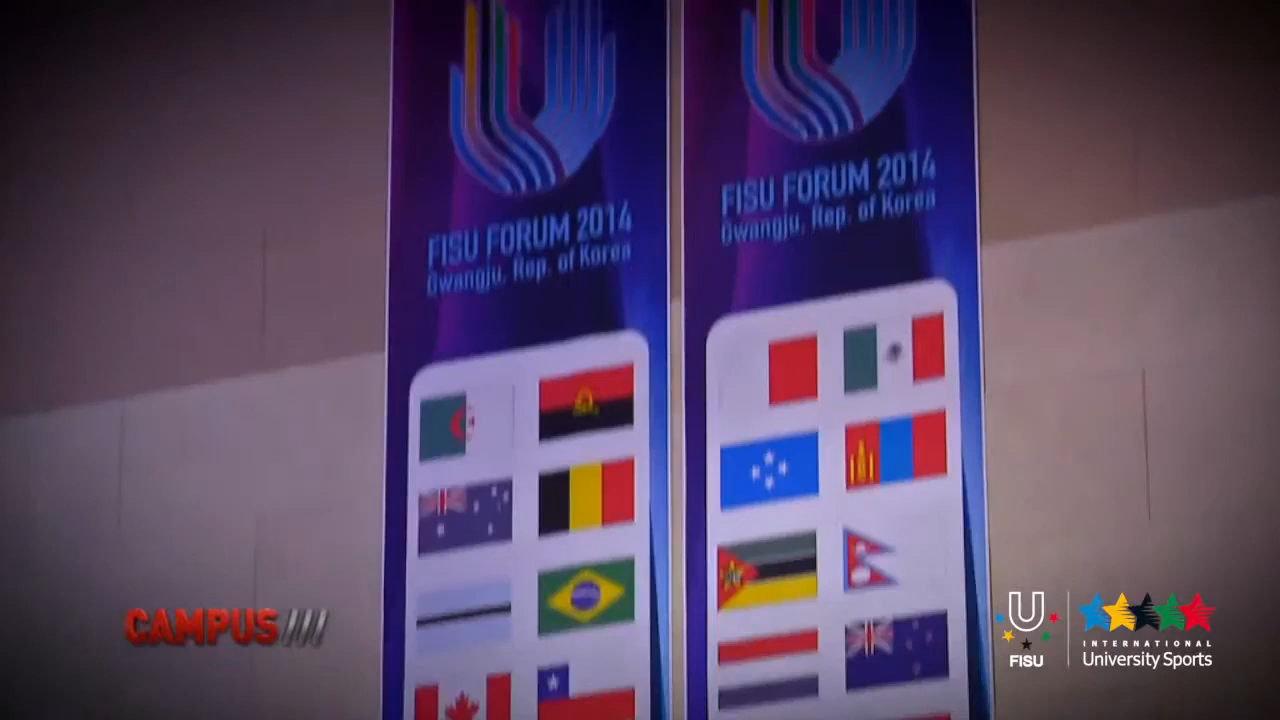 FISU FORUM 2014
Gwangju, Rep. of Korea
FISU FORUM 2014
Gwangju, Rep. of Korea
CAMPUS
FISU
INTERNATIONAL
University Sports